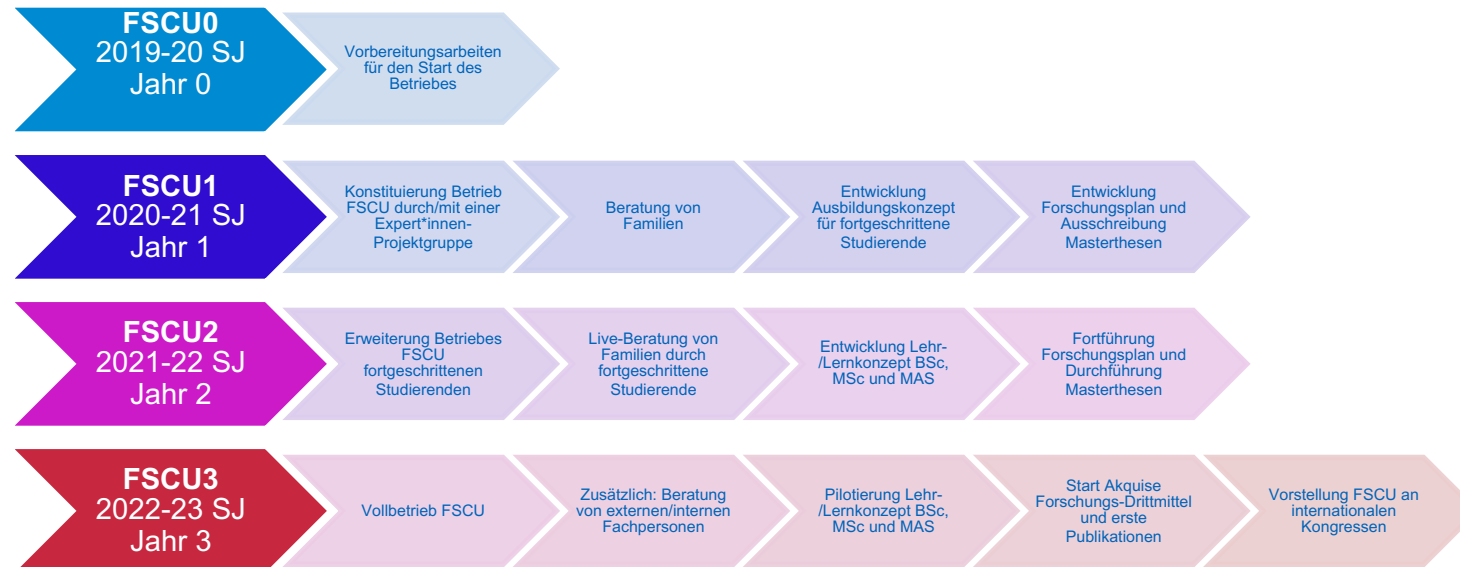 FSCU0
2019-20 SJ
Jahr 0
Vorbereitungsarbeiten
für den Start des
Betriebes
FSCU1
2020-21 SJ
Jahr 1
Konstituierung Betrieb
FSCU durch/mit einer
Expert*innen-
Projektgruppe
Beratung von
Familien
Entwicklung
Ausbildungskonzept
für fortgeschrittene
Studierende
Entwicklung
Forschungsplan und
Ausschreibung
Masterthesen
FSCU2
2021-22 SJ
Jahr 2
Erweiterung Betriebes
FSCU
fortgeschrittenen
Studierenden
Live-Beratung von
Familien durch
fortgeschrittene
Studierende
Entwicklung Lehr-
/Lernkonzept BSc,
MSc und MAS
Fortführung
Forschungsplan und
Durchführung
Masterthesen
FSCU3
2022-23 SJ
Jahr 3
Vollbetrieb FSCU
Zusätzlich: Beratung
von externen/internen
Fachpersonen
Pilotierung Lehr-
/Lernkonzept BSc,
MSc und MAS
Start Akquise
Forschungs-Drittmittel
und erste
Publikationen
Vorstellung FSCU an
internationalen
Kongressen